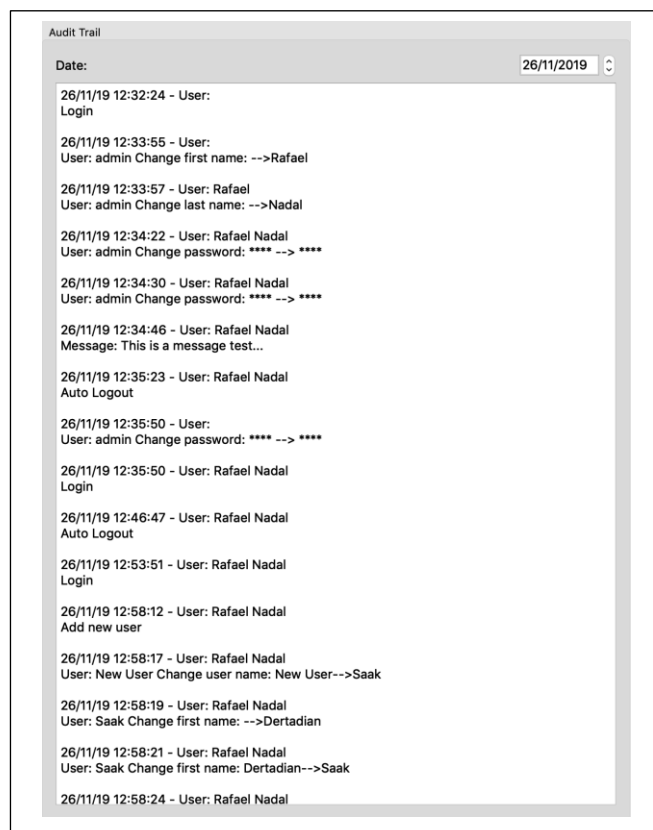 Audit Trail
Date:
26/11/2019
26/11/19 12:32:24 - User:
Login
26/11/19 12:33:55 - User:
User: admin Change first name: -->Rafael
26/11/19 12:33:57 - User: Rafael
User: admin Change last name: -->Nadal
26/11/19 12:34:22 - User: Rafael Nadal
User: admin Change password: **** --> ****
26/11/19 12:34:30 - User: Rafael Nadal
User: admin Change password: **** --> ****
26/11/19 12:34:46 - User: Rafael Nadal
Message: This is a message test...
26/11/19 12:35:23 - User: Rafael Nadal
Auto Logout
26/11/19 12:35:50 - User:
User: admin Change password: **** --> ****
26/11/19 12:35:50 - User: Rafael Nadal
Login
26/11/19 12:46:47 - User: Rafael Nadal
Auto Logout
26/11/19 12:53:51 - User: Rafael Nadal
Login
26/11/19 12:58:12 - User: Rafael Nadal
Add new user
26/11/19 12:58:17 - User: Rafael Nadal
User: New User Change user name: New User-->Saak
26/11/19 12:58:19 - User: Rafael Nadal
User: Saak Change first name: -->Dertadian
26/11/19 12:58:21 - User: Rafael Nadal
User: Saak Change first name: Dertadian-->Saak
26/11/19 12:58:24 - User: Rafael Nadal